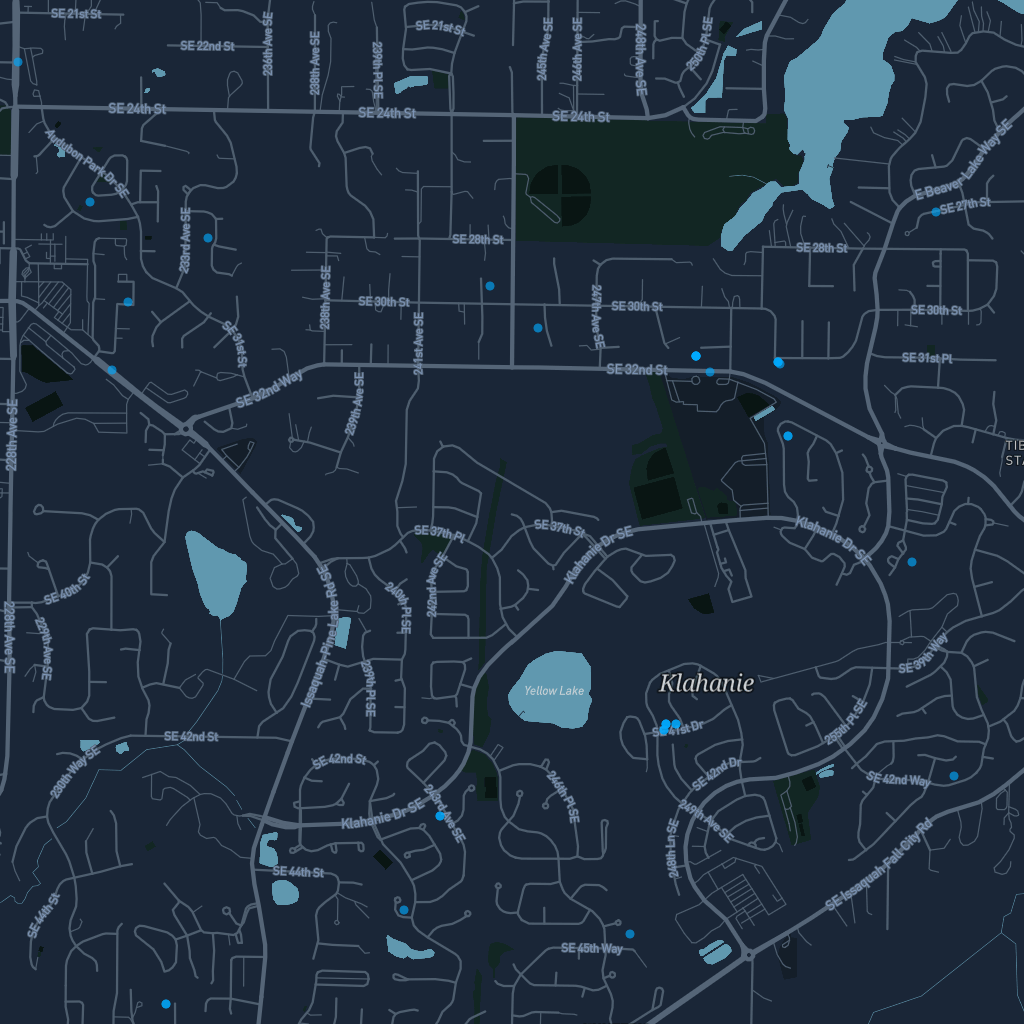 SE 21st St
SE 21st St
SE 22nd St
236th Ave SE
238th Ave SE
239th Pl SE
245th Ave SE
246th Ave SE
248th Ave SE
250th Pl SE
SE 24th St
SE 24th St
SE 24th St
Audubon Park Dr SE
E Beaver Lake Way SE
SE 27th St
233rd Ave SE
SE 28th St
SE 28th St
238th Ave SE
SE 30th St
247th Ave SE
SE 30th St
SE 30th St
SE 31st St
241st Ave SE
SE 31st Pl
SE 32nd Way
SE 32nd St
239th Ave SE
228th Ave SE
TIB
STA
SE 37th Pl
SE 37th St
Klahanie Dr SE
Klahanie Dr SE
SE 40th St
228th Ave SE
229th Ave SE
Issaquah-Pine Lake Rd SE
240th Pl SE
242nd Ave SE
239th Pl SE
Yellow Lake
Klahanie
SE 39th Way
SE 41st Dr
255th Pl SE
SE 42nd St
230th Way SE
SE 42nd St
SE 42nd Dr
SE 42nd Way
Klahanie Dr SE
243rd Ave SE
246th Pl SE
249th Ave SE
248th Ln SE
SE Issaquah-Fall City Rd
SE 44th St
SE 44th St
SE 45th Way